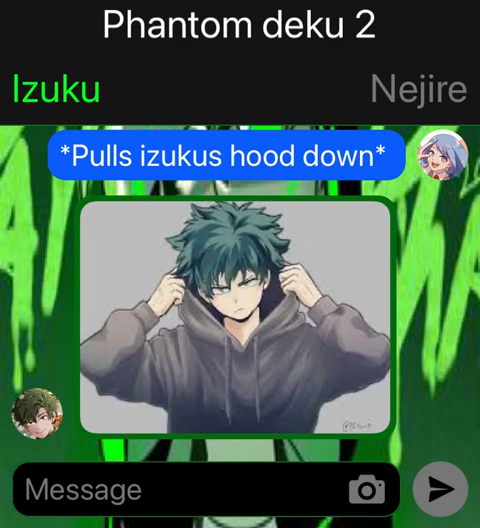 Phantom deku 2
Izuku
Nejire
*Pulls izukus hood down*
Message